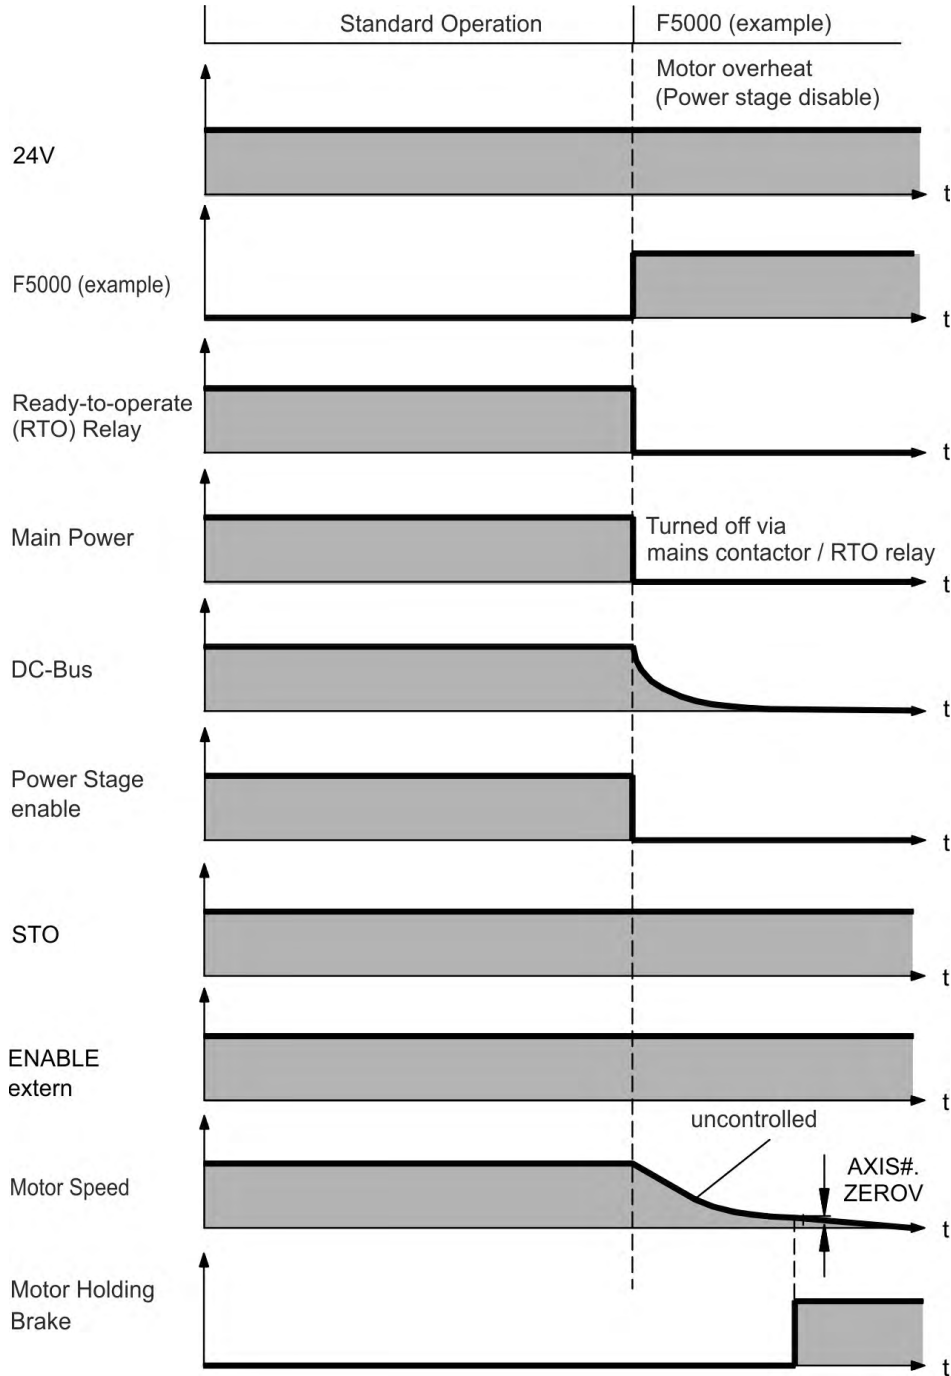 Standard Operation
F5000 (example)
Motor overheat
(Power stage disable)
24V
t
F5000 (example)
t
Ready-to-operate
(RTO) Relay
t
Main Power
Turned off via
mains contactor / RTO relay
t
DC-Bus
t
Power Stage
enable
t
STO
t
ENABLE
extern
t
uncontrolled
Motor Speed
AXIS#.
ZEROV
t
Motor Holding
Brake
t